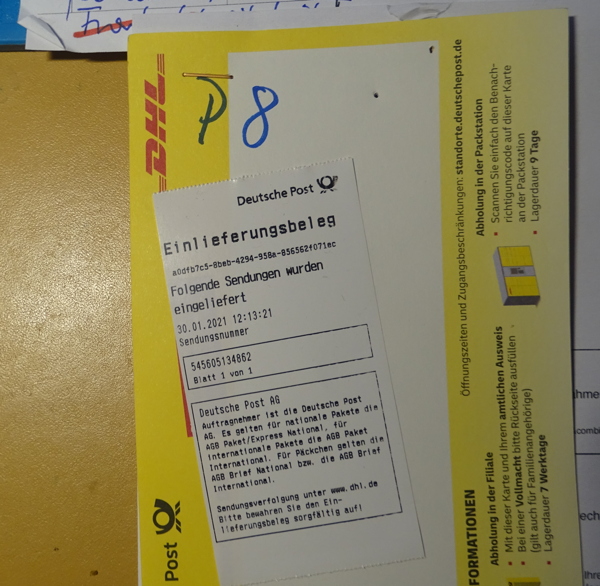 DHL
P 8
Deutsche Post
Einlieferungsbeleg
a0dfb7c5-8beb-4294-958a-856562f071ec
Folgende Sendungen wurden
eingeliefert
30.01.2021 12:13:21
Sendungsnummer
545605134862
Blatt 1 von 1
Deutsche Post AG
Auftragnehmer ist die Deutsche Post
AG. Es gelten für nationale Pakete die
AGB Paket/Express National, für
internationale Pakete die AGB Paket
International. Für Päckchen gelten die
AGB Brief National bzw. die AGB Brief
International.
Sendungsverfolgung unter www.dhl.de
Bitte bewahren Sie den Ein-
lieferungsbeleg sorgfältig auf!
Post
Öffnungszeiten und Zugangsbeschränkungen: standorte.deutschepost.de
Abholung in der Packstation
• Scannen Sie einfach den Benach-
richtigungscode auf dieser Karte
an der Packstation
• Lagerdauer 9 Tage
FORMATIONEN
Abholung in der Filiale
• Mit dieser Karte und Ihrem amtlichen Ausweis
• Bei einer Vollmacht bitte Rückseite ausfüllen
(gilt auch für Familienangehörige)
• Lagerdauer 7 Werktage